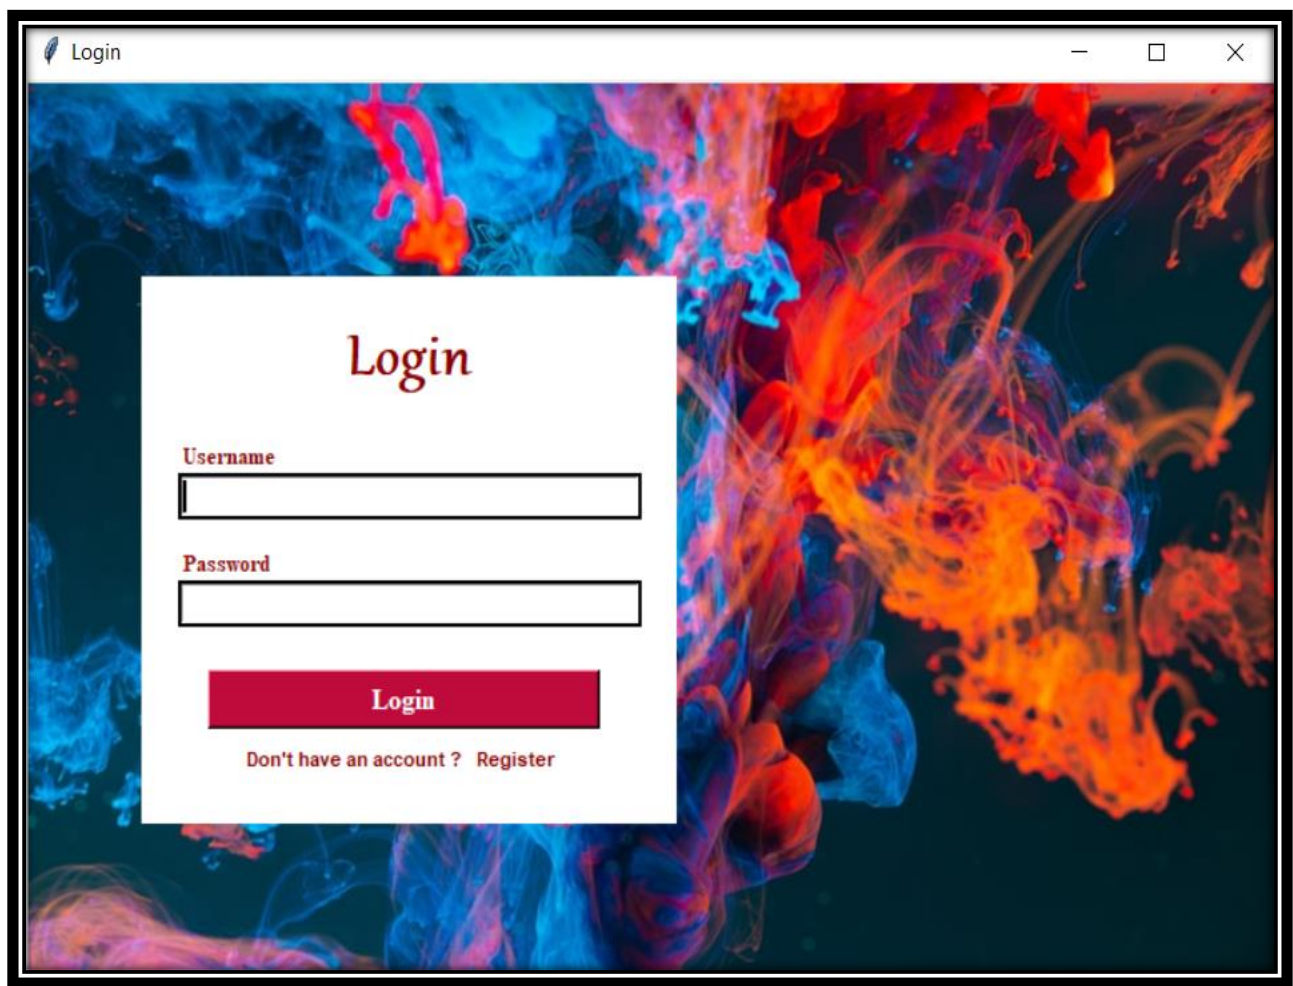 Login
Login
Username
Password
Login
Don't have an account ? Register